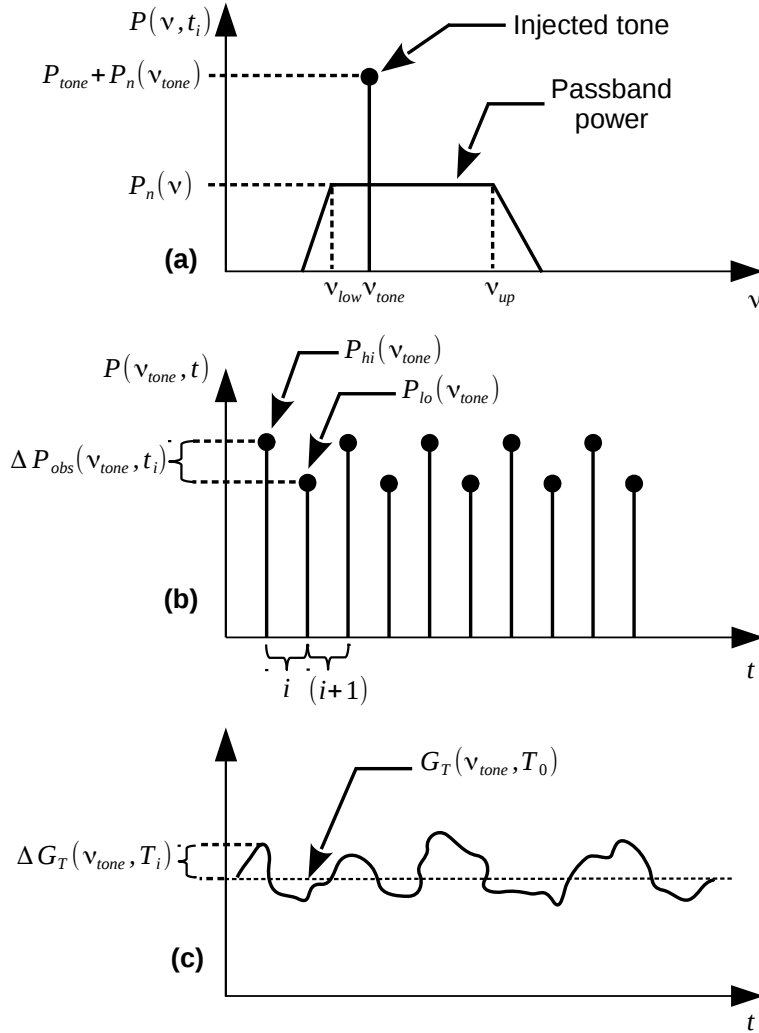 P(ν,t_i)
Injected tone
P_tone+P_n(ν_tone)
Passband
power
P_n(ν)
(a)
ν_low ν_tone
ν_up
ν
P_hi(ν_tone)
P(ν_tone,t)
P_lo(ν_tone)
ΔP_obs(ν_tone,t_i)
(b)
i
(i+1)
t
G_T(ν_tone,T_0)
ΔG_T(ν_tone,T_i)
(c)
t